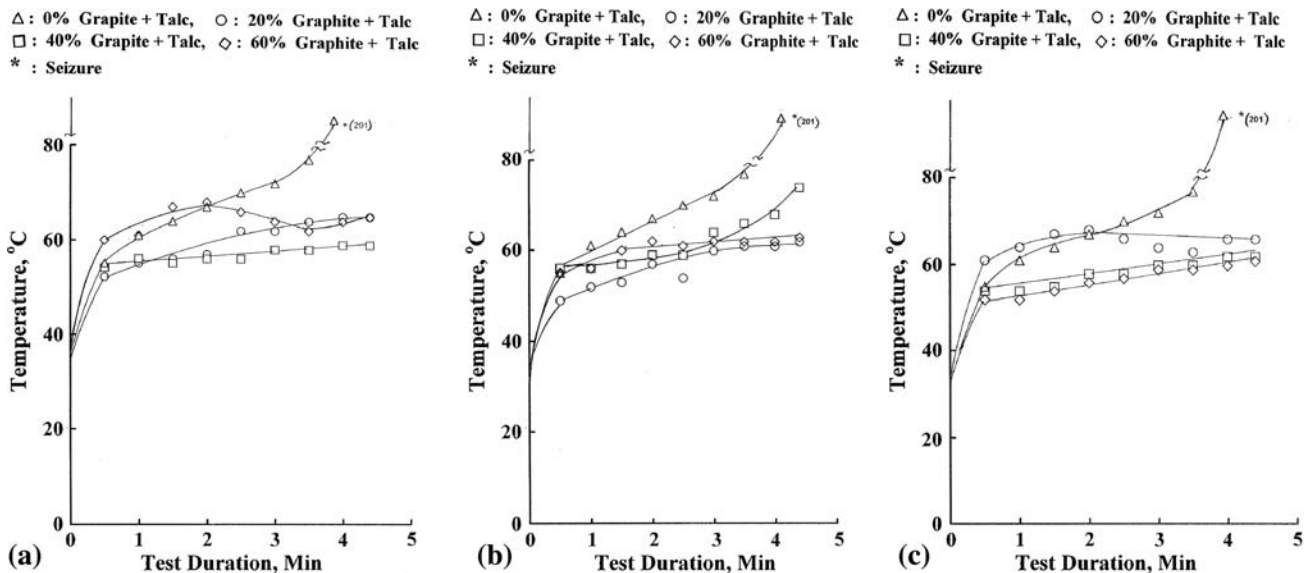 △ : 0% Grapite + Talc, ○ : 20% Graphite + Talc
□ : 40% Grapite + Talc, ◇ : 60% Graphite + Talc
* : Seizure
80
60
40
20
0
Temperature, °C
*(201)
0 1 2 3 4 5
(a) Test Duration, Min
△ : 0% Grapite + Talc, ○ : 20% Graphite + Talc
□ : 40% Grapite + Talc, ◇ : 60% Graphite + Talc
* : Seizure
80
60
40
20
0
Temperature, °C
*(201)
0 1 2 3 4 5
(b) Test Duration, Min
△ : 0% Grapite + Talc ○ : 20% Graphite + Talc
□ : 40% Grapite + Talc, ◇ : 60% Graphite + Talc
* : Seizure
80
60
40
20
0
Temperature, °C
*(201)
0 1 2 3 4 5
(c) Test Duration, Min